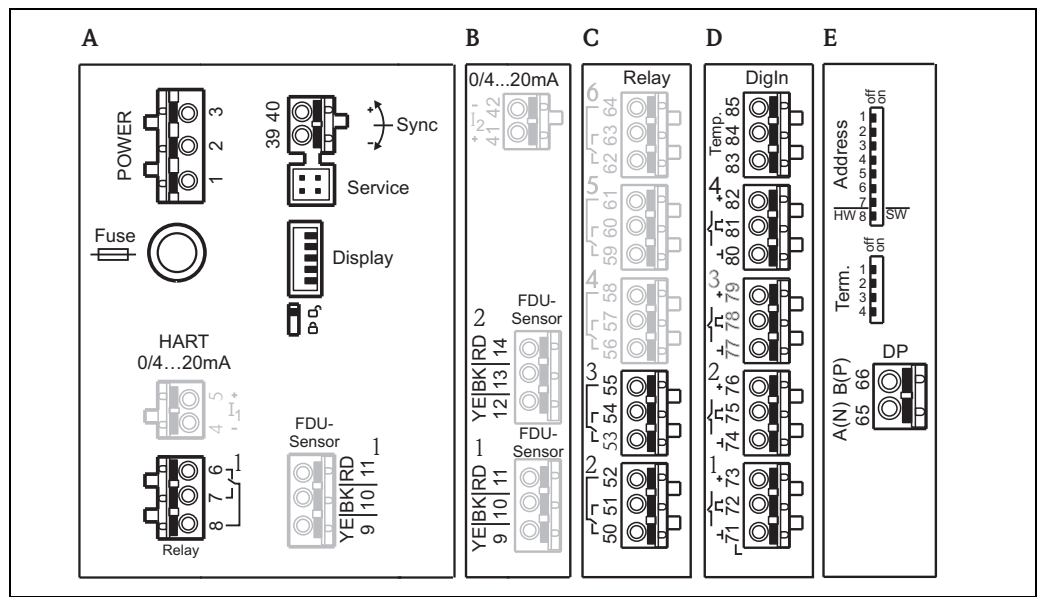 A
B
C
D
E
POWER
3
2
1
39 40
+
-
Sync
Service
Fuse
Display
HART
0/4...20mA
5
4
+
I1
-
6
7
8
1
Relay
FDU-
Sensor
1
YE|BK|RD
9 |10| 11
0/4...20mA
-
I2
+
41 42
2
FDU-
Sensor
YE|BK|RD
12|13| 14
1
FDU-
Sensor
YE|BK|RD
9 |10| 11
Relay
6
62 63 64
5
59 60 61
4
56 57 58
3
53 54 55
2
50 51 52
DigIn
Temp.
83 84 85
4
+
80 81 82
3
+
77 78 79
2
+
74 75 76
1
+
71 72 73
off
on
Address
1
2
3
4
5
6
7
HW 8 SW
off
on
Term.
1
2
3
4
DP
A(N) B(P)
65 66